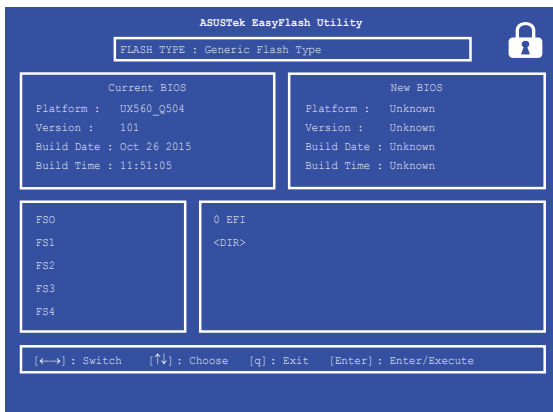 ASUSTek EasyFlash Utility
FLASH TYPE : Generic Flash Type
Current BIOS
Platform : UX560_Q504
Version : 101
Build Date : Oct 26 2015
Build Time : 11:51:05
New BIOS
Platform : Unknown
Version : Unknown
Build Date : Unknown
Build Time : Unknown
FS0
FS1
FS2
FS3
FS4
0 EFI
<DIR>
[←→] : Switch [↑↓] : Choose [q] : Exit [Enter] : Enter/Execute